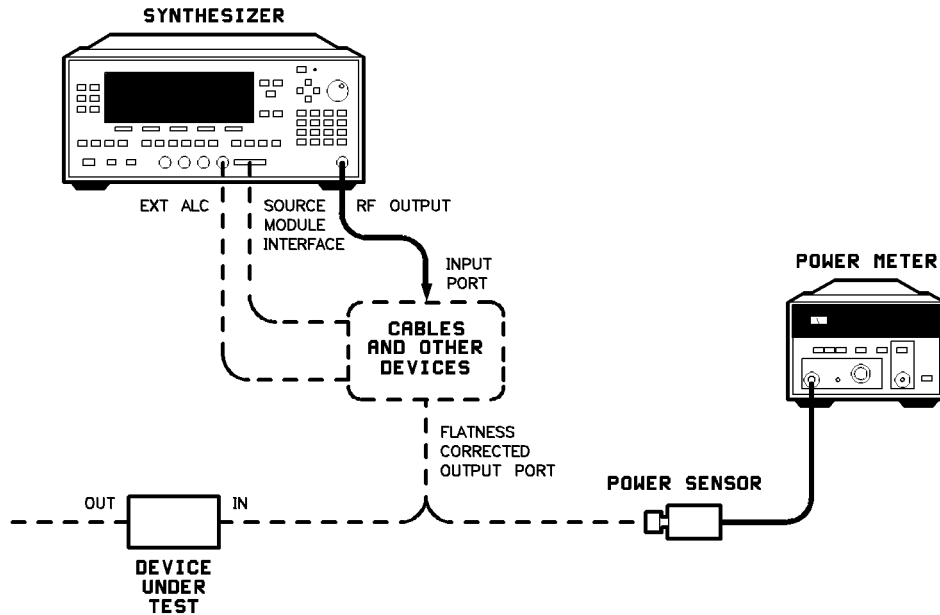 SYNTHESIZER
EXT ALC
SOURCE
MODULE
INTERFACE
RF OUTPUT
INPUT
PORT
POWER METER
CABLES
AND OTHER
DEVICES
FLATNESS
CORRECTED
OUTPUT PORT
POWER SENSOR
OUT
IN
DEVICE
UNDER
TEST